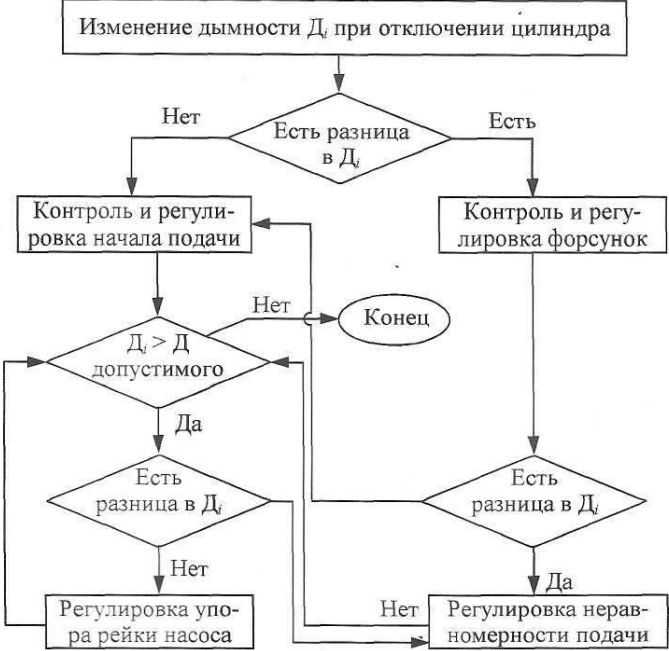 Изменение дымности Дᵢ при отключении цилиндра
Нет
Есть разница
в Дᵢ
Есть
Контроль и регули-
ровка начала подачи
Контроль и регу-
лировка форсунок
Нет
Конец
Дᵢ > Д
допустимого
Да
Есть
разница в Дᵢ
Есть
разница в Дᵢ
Нет
Да
Регулировка упо-
ра рейки насоса
Нет
Регулировка нерав-
номерности подачи